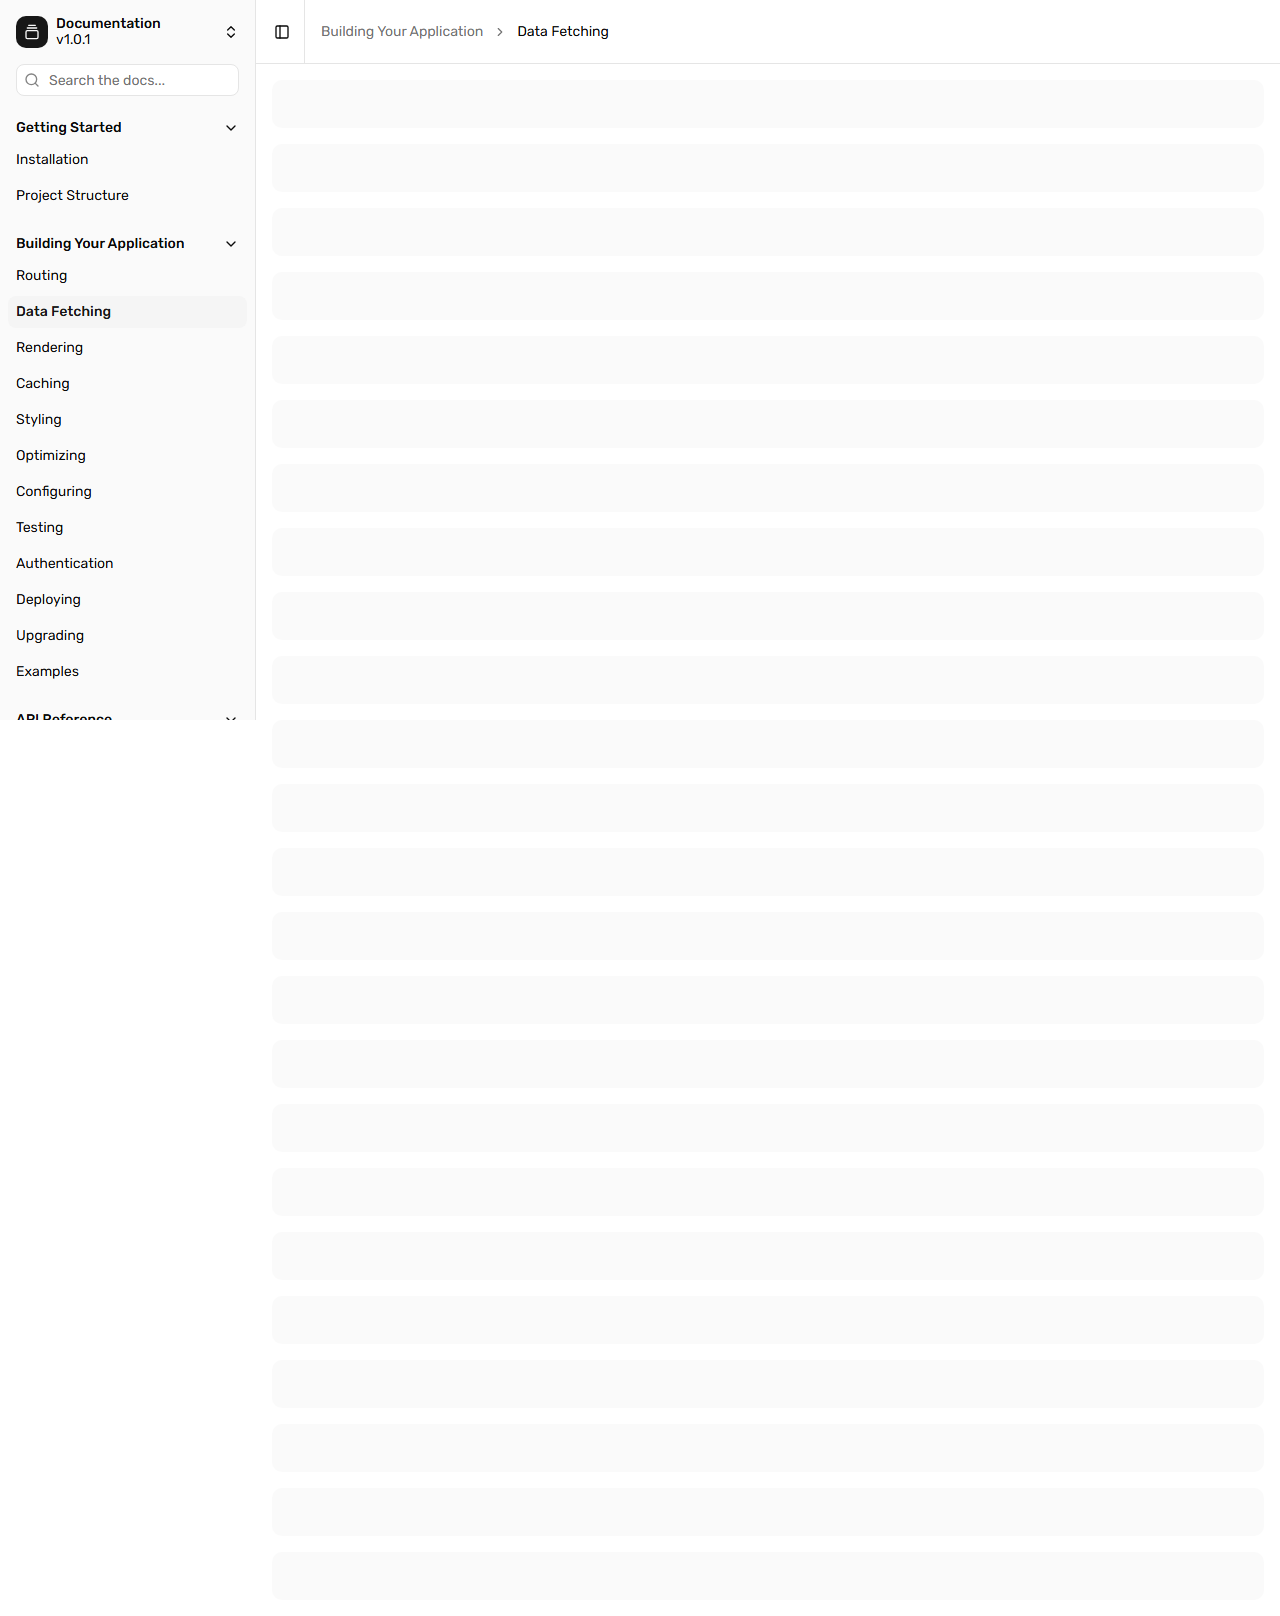 Documentation
v1.0.1
Search the docs...
Getting Started
Installation
Project Structure
Building Your Application
Routing
Data Fetching
Rendering
Caching
Styling
Optimizing
Configuring
Testing
Authentication
Deploying
Upgrading
Examples
API Reference
Building Your Application
Data Fetching